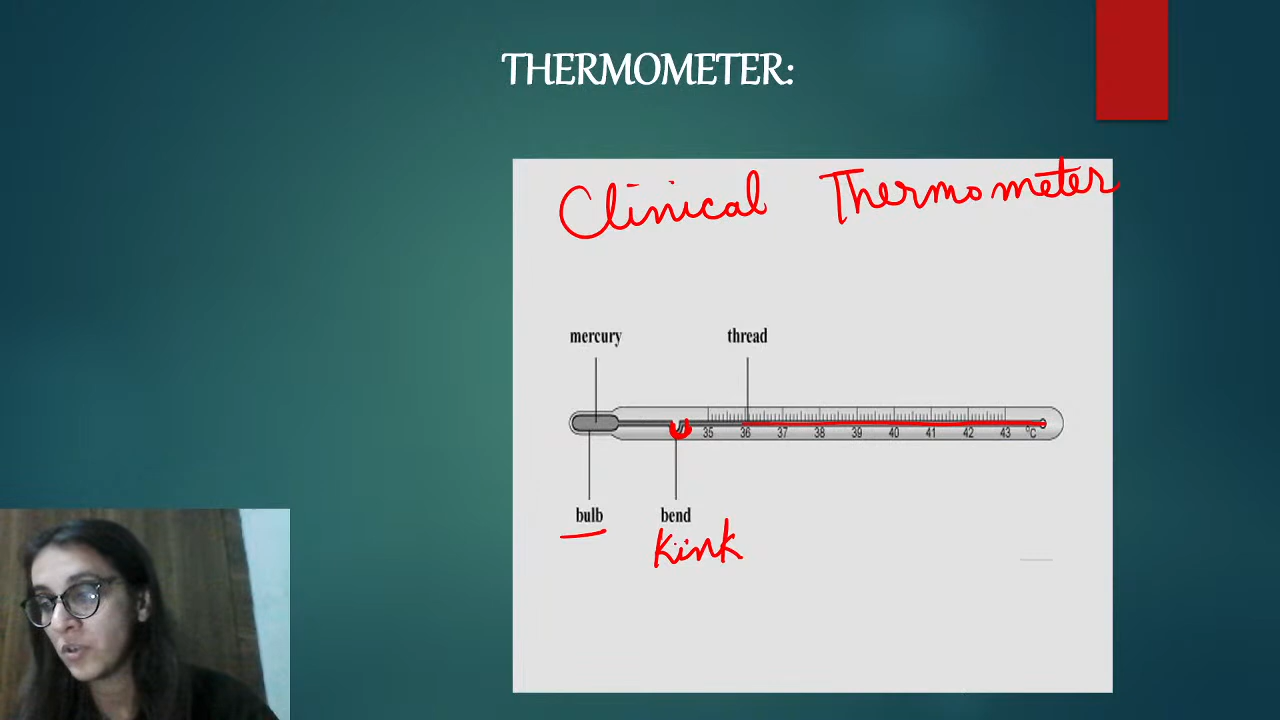 THERMOMETER:
Clinical Thermometer
mercury thread
35 36 37 38 39 40 41 42 43 °C
bulb bend
kink